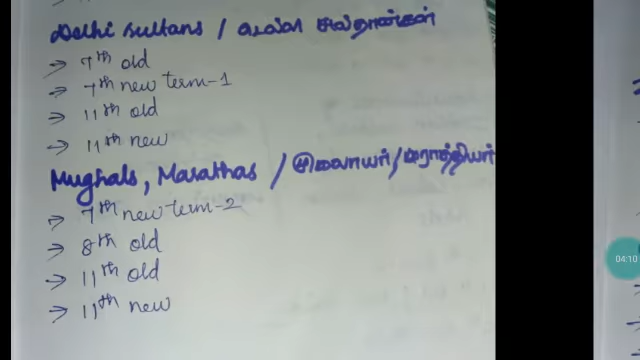 Delhi Sultans / டெல்லி சுல்தான்கள்
→ 7th old
→ 7th new term-1
→ 11th old
→ 11th new
Mughals, Marathas / முகலாயர் / மராத்தியர்
→ 7th new term-2
→ 8th old
→ 11th old
→ 11th new
04:10